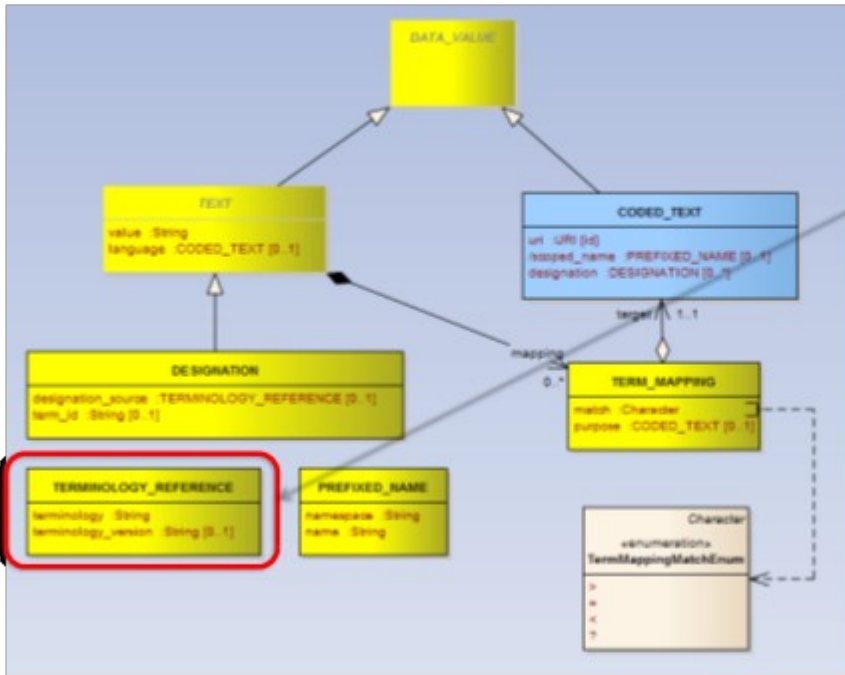 DATA_VALUE
TEXT
value :String
language :CODED_TEXT [0..1]
CODED_TEXT
uri :URI [id]
/scoped_name :PREFIXED_NAME [0..1]
designation :DESIGNATION [0..1]
target 1..1
mapping
0..*
DESIGNATION
designation_source :TERMINOLOGY_REFERENCE [0..1]
term_id :String [0..1]
TERM_MAPPING
match :Character
purpose :CODED_TEXT [0..1]
TERMINOLOGY_REFERENCE
terminology :String
terminology_version :String [0..1]
PREFIXED_NAME
namespace :String
name :String
Character
«enumeration»
TermMappingMatchEnum
>
=
<
?